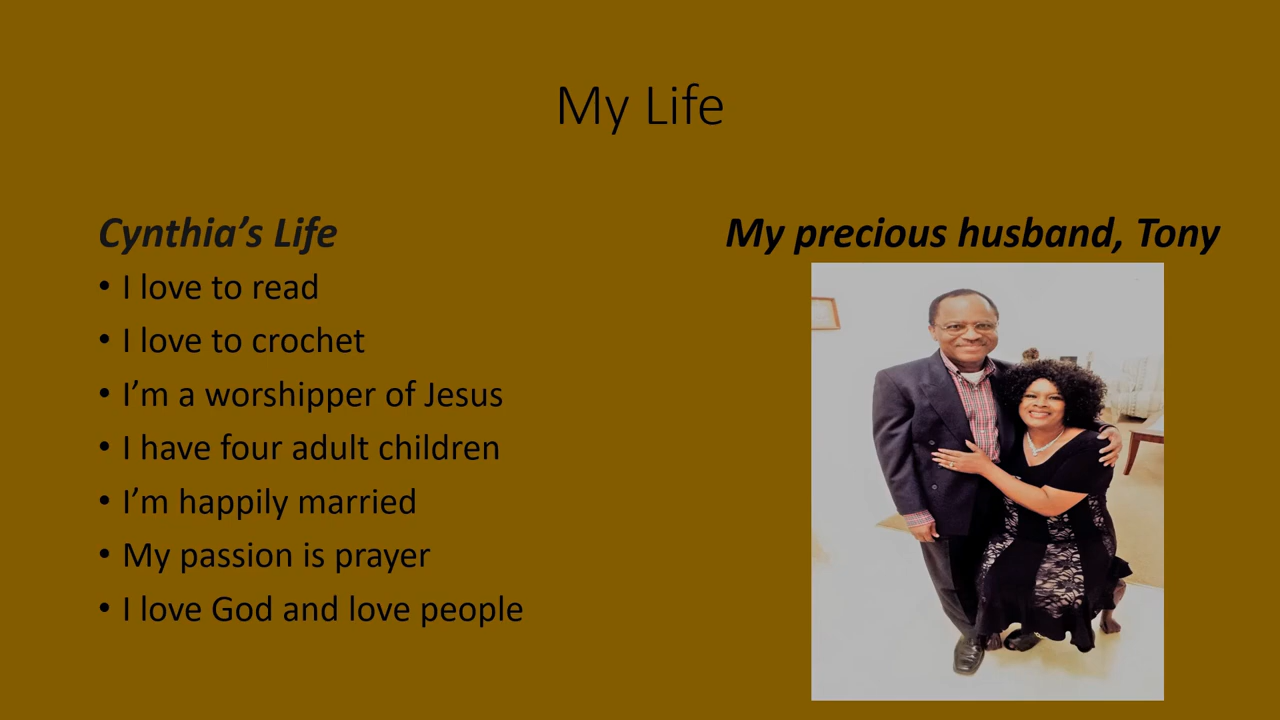 My Life
Cynthia’s Life
• I love to read
• I love to crochet
• I’m a worshipper of Jesus
• I have four adult children
• I’m happily married
• My passion is prayer
• I love God and love people
My precious husband, Tony